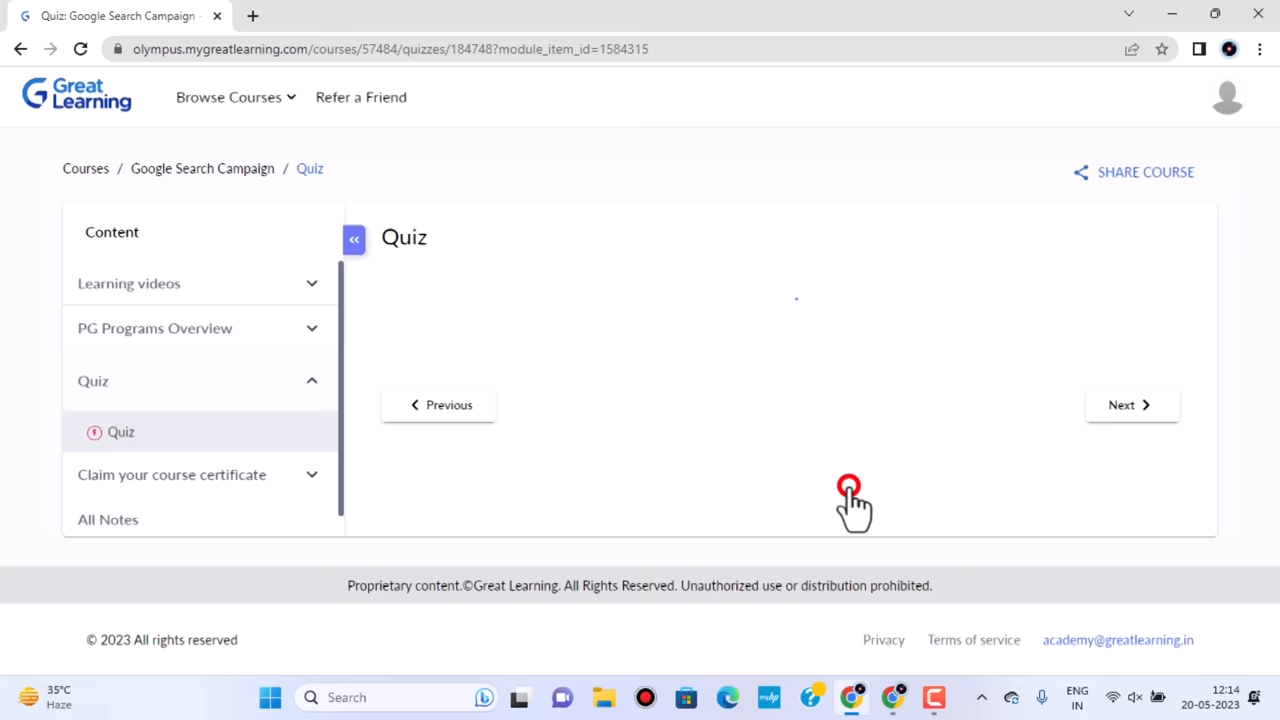 Quiz: Google Search Campaign -
olympus.mygreatlearning.com/courses/57484/quizzes/184748?module_item_id=1584315
Great Learning
Browse Courses
Refer a Friend
Courses / Google Search Campaign / Quiz
SHARE COURSE
Content
Learning videos
PG Programs Overview
Quiz
Quiz
Claim your course certificate
All Notes
Quiz
Previous
Next
Proprietary content.©Great Learning. All Rights Reserved. Unauthorized use or distribution prohibited.
© 2023 All rights reserved
Privacy
Terms of service
academy@greatlearning.in
35°C
Haze
Search
myhp
ENG
IN
12:14
20-05-2023